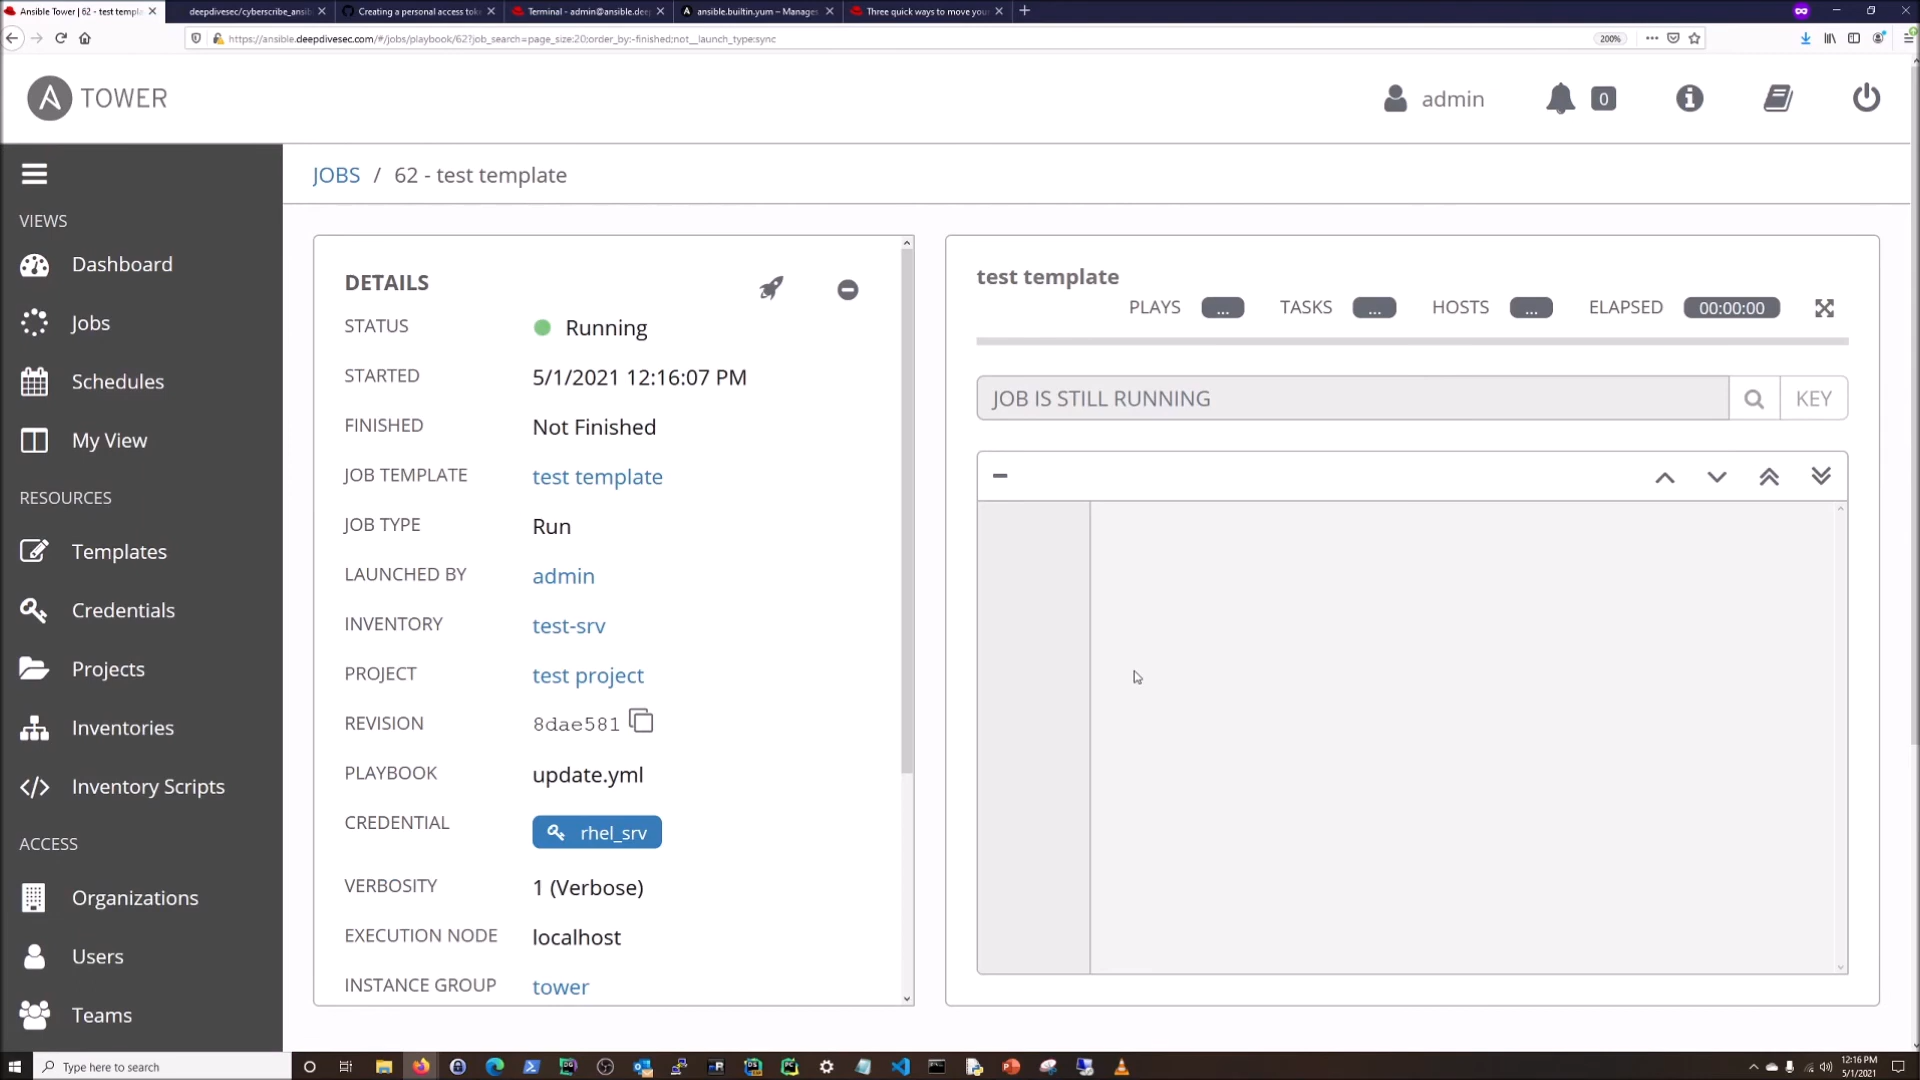 Ansible Tower | 62 - test templa
deepdivesec/cyberscribe_ansib
Creating a personal access tok
Terminal - admin@ansible.dee
ansible.builtin.yum – Manages
Three quick ways to move you
https://ansible.deepdivesec.com/#/jobs/playbook/62?job_search=page_size:20;order_by:-finished;not__launch_type:sync
200%
TOWER
admin
0
VIEWS
Dashboard
Jobs
Schedules
My View
RESOURCES
Templates
Credentials
Projects
Inventories
Inventory Scripts
ACCESS
Organizations
Users
Teams
JOBS / 62 - test template
DETAILS
STATUS Running
STARTED 5/1/2021 12:16:07 PM
FINISHED Not Finished
JOB TEMPLATE test template
JOB TYPE Run
LAUNCHED BY admin
INVENTORY test-srv
PROJECT test project
REVISION 8dae581
PLAYBOOK update.yml
CREDENTIAL rhel_srv
VERBOSITY 1 (Verbose)
EXECUTION NODE localhost
INSTANCE GROUP tower
test template
PLAYS ... TASKS ... HOSTS ... ELAPSED 00:00:00
JOB IS STILL RUNNING
KEY
Type here to search
12:16 PM
5/1/2021